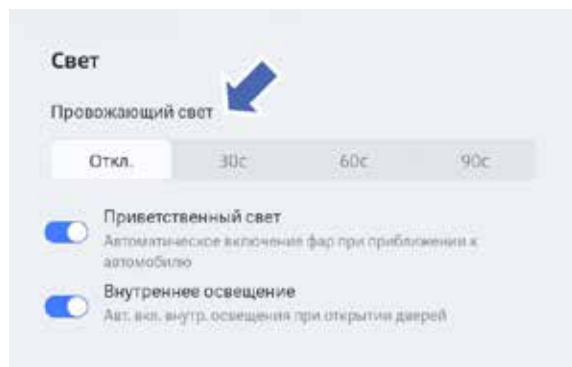 Свет
Провожающий свет
Откл. 30с 60с 90с
Приветственный свет
Автоматическое включение фар при приближении к
автомобилю
Внутреннее освещение
Авт. вкл. внутр. освещения при открытии дверей